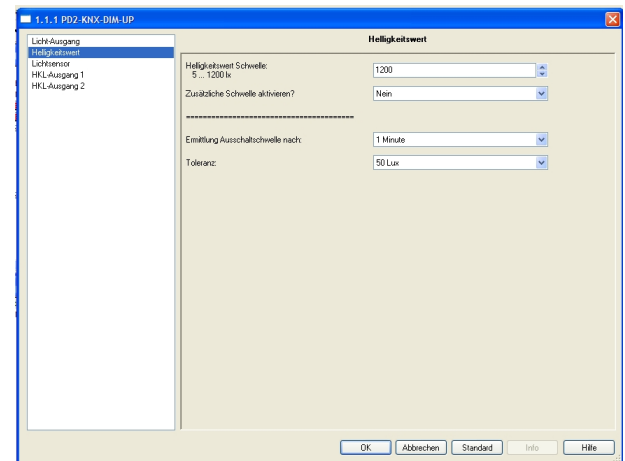 1.1.1 PD2-KNX-DIM-UP
Licht-Ausgang
Helligkeitswert
Lichtsensor
HKL-Ausgang 1
HKL-Ausgang 2
Helligkeitswert
Helligkeitswert Schwelle:
5 ... 1200 lx
1200
Zusätzliche Schwelle aktivieren?
Nein
========================================
Ermittlung Ausschaltschwelle nach:
1 Minute
Toleranz:
50 Lux
OK
Abbrechen
Standard
Info
Hilfe